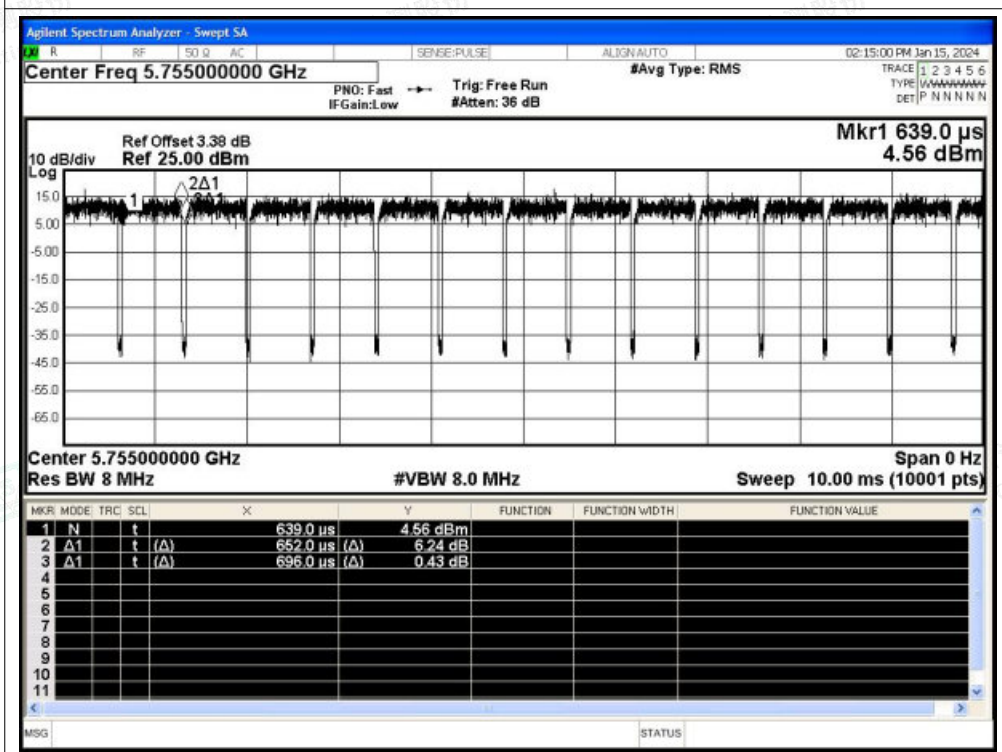 Agilent Spectrum Analyzer - Swept SA
R RF 50 Ω AC SENSE:PULSE ALIGN AUTO 02:15:00 PM Jan 15, 2024
Center Freq 5.755000000 GHz #Avg Type: RMS TRACE 1 2 3 4 5 6
PNO: Fast Trig: Free Run TYPE
IFGain:Low #Atten: 36 dB DET P N N N N N
Mkr1 639.0 µs
Ref Offset 3.38 dB
10 dB/div Ref 25.00 dBm 4.56 dBm
Log
2Δ1
15.0
1
5.00
-5.00
-15.0
-25.0
-35.0
-45.0
-55.0
-65.0
Center 5.755000000 GHz Span 0 Hz
Res BW 8 MHz #VBW 8.0 MHz Sweep 10.00 ms (10001 pts)
MKR MODE TRC SCL X Y FUNCTION FUNCTION WIDTH FUNCTION VALUE
1 N t 639.0 µs 4.56 dBm
2 Δ1 t (Δ) 652.0 µs (Δ) 6.24 dB
3 Δ1 t (Δ) 696.0 µs (Δ) 0.43 dB
4
5
6
7
8
9
10
11
MSG STATUS